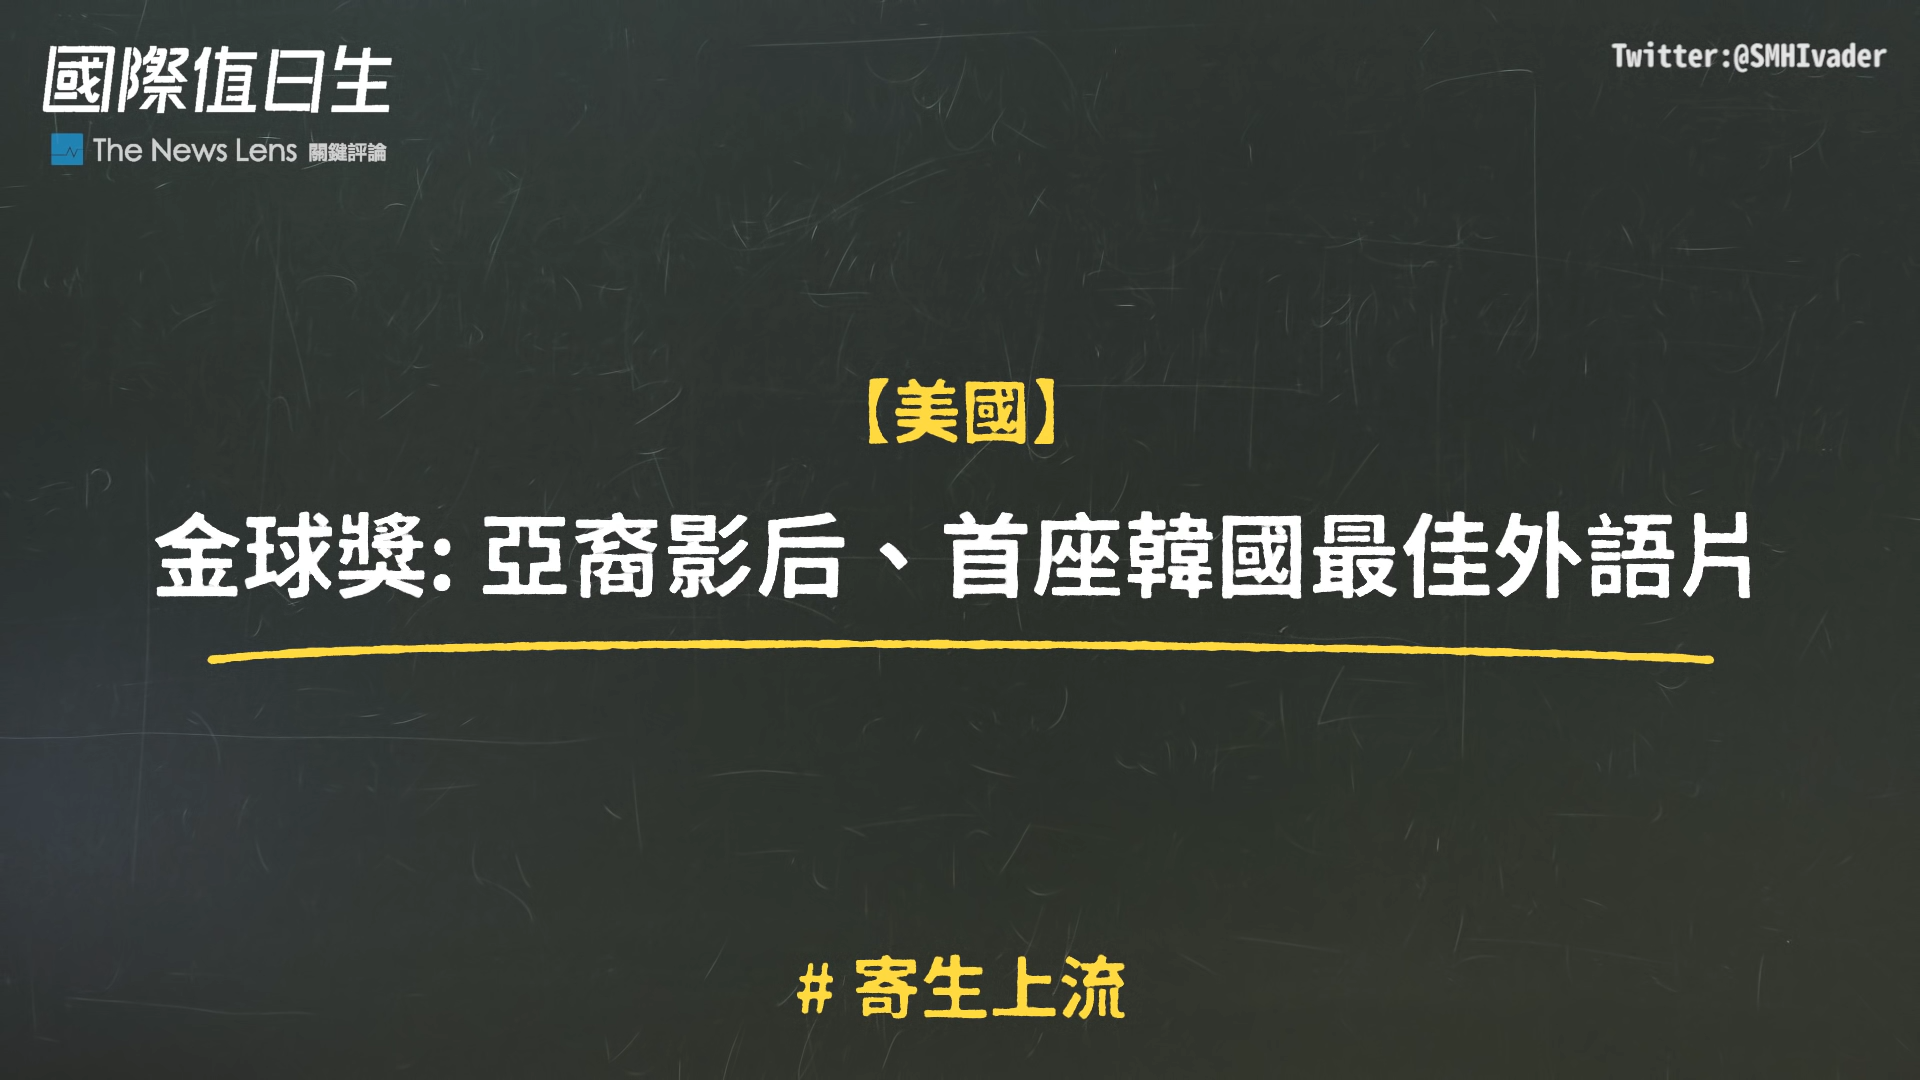 國際值日生
The News Lens 關鍵評論
Twitter:@SMHIvader
【美國】
金球獎: 亞裔影后、首座韓國最佳外語片
# 寄生上流